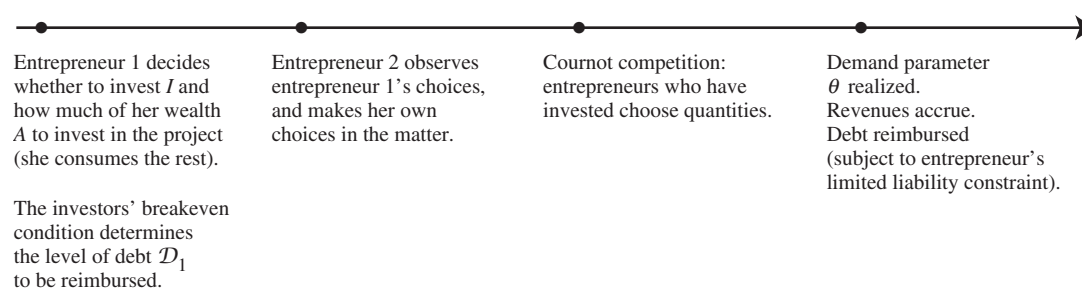 Entrepreneur 1 decides
whether to invest I and
how much of her wealth
A to invest in the project
(she consumes the rest).
The investors' breakeven
condition determines
the level of debt 𝒟1
to be reimbursed.
Entrepreneur 2 observes
entrepreneur 1's choices,
and makes her own
choices in the matter.
Cournot competition:
entrepreneurs who have
invested choose quantities.
Demand parameter
θ realized.
Revenues accrue.
Debt reimbursed
(subject to entrepreneur's
limited liability constraint).